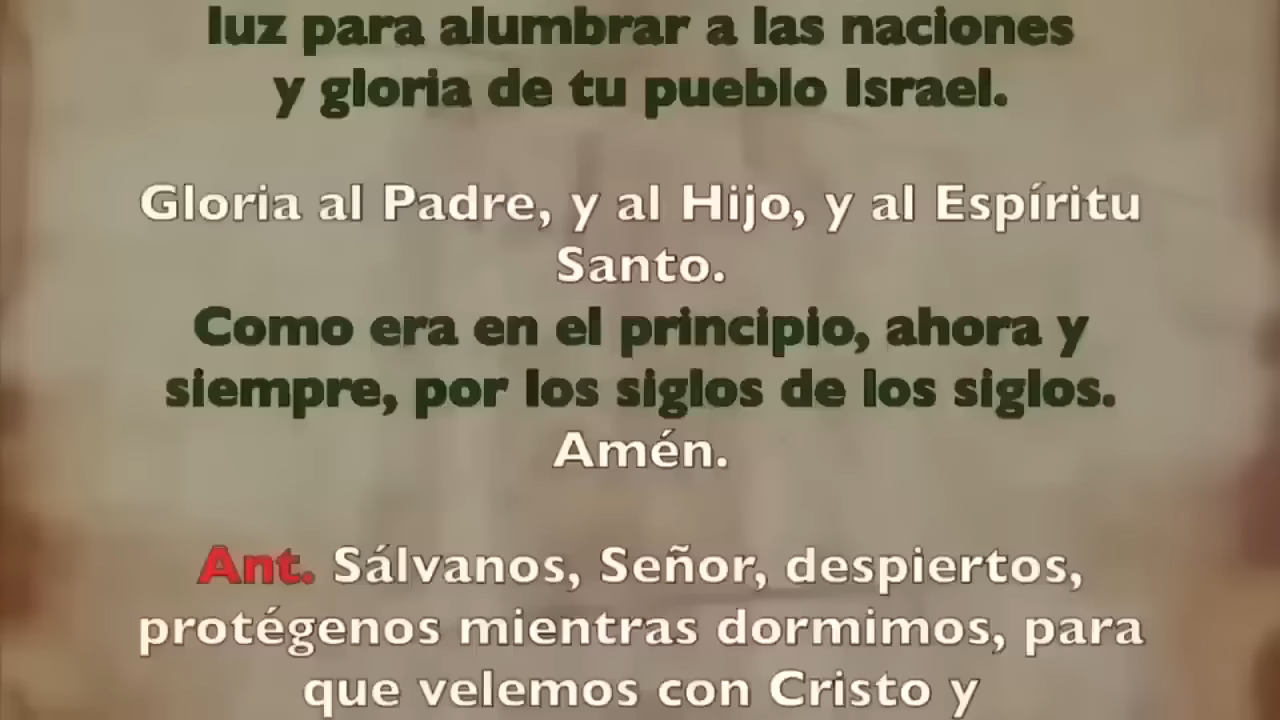 luz para alumbrar a las naciones
y gloria de tu pueblo Israel.
Gloria al Padre, y al Hijo, y al Espíritu
Santo.
Como era en el principio, ahora y
siempre, por los siglos de los siglos.
Amén.
Ant. Sálvanos, Señor, despiertos,
protégenos mientras dormimos, para
que velemos con Cristo y